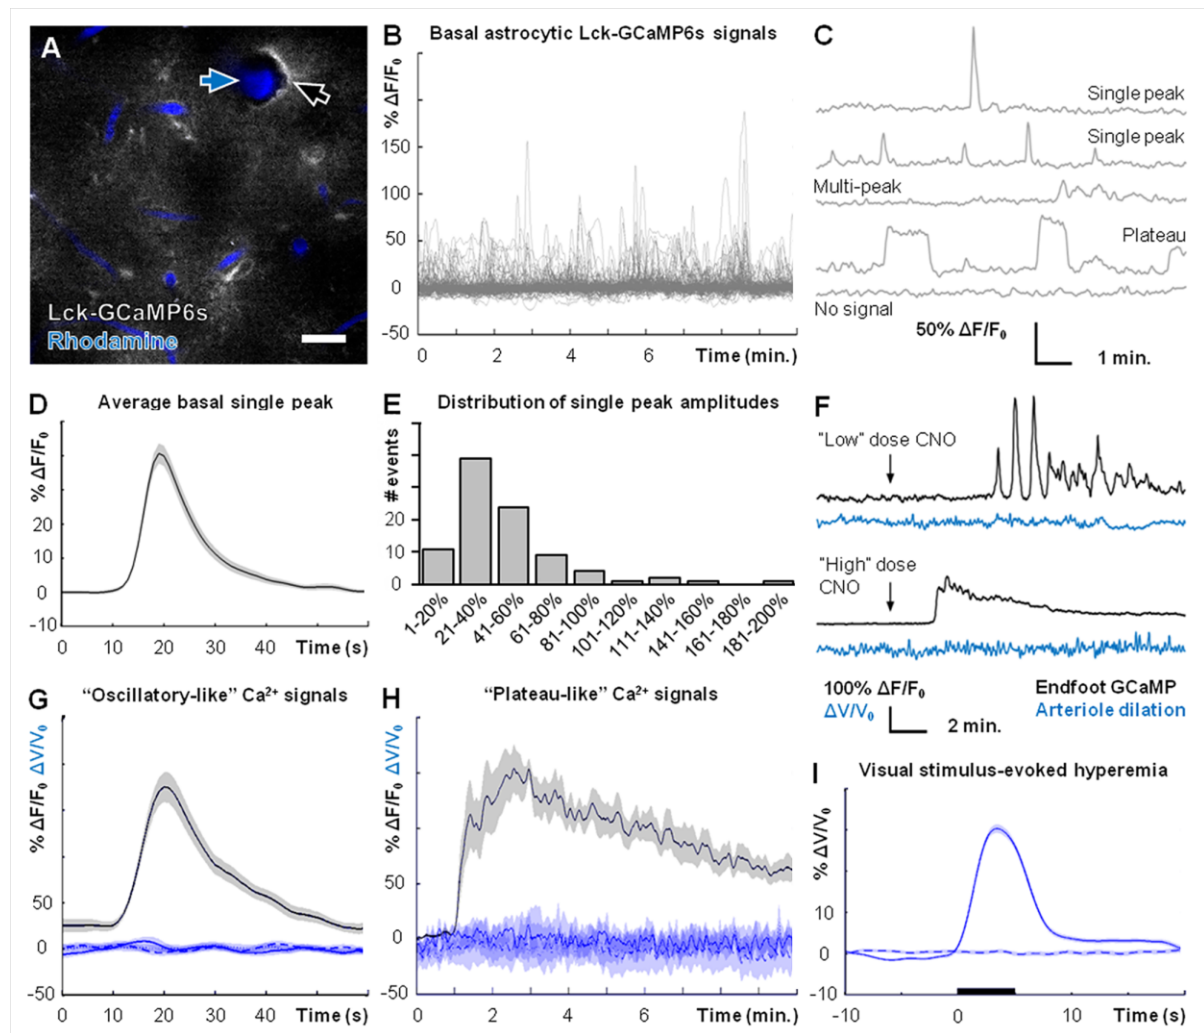 A
Lck-GCaMP6s
Rhodamine
B Basal astrocytic Lck-GCaMP6s signals
% ΔF/F₀
150
100
50
0
-50
0 2 4 6 Time (min.)
C
Single peak
Single peak
Multi-peak
Plateau
No signal
50% ΔF/F₀
1 min.
D Average basal single peak
% ΔF/F₀
20
10
0
-10
0 10 20 30 40 Time (s)
E Distribution of single peak amplitudes
# events
20
10
0
1-20%
21-40%
41-60%
61-80%
81-100%
101-120%
111-140%
141-160%
161-180%
181-200%
F
"Low" dose CNO
"High" dose
CNO
100% ΔF/F₀
ΔV/V₀
2 min.
Endfoot GCaMP
Arteriole dilation
G “Oscillatory-like” Ca²⁺ signals
% ΔF/F₀ ΔV/V₀
50
0
-50
0 10 20 30 40 Time (s)
H “Plateau-like” Ca²⁺ signals
% ΔF/F₀ ΔV/V₀
50
0
-50
0 2 4 6 Time (min.)
I Visual stimulus-evoked hyperemia
% ΔV/V₀
10
0
-10
-10 0 10 Time (s)